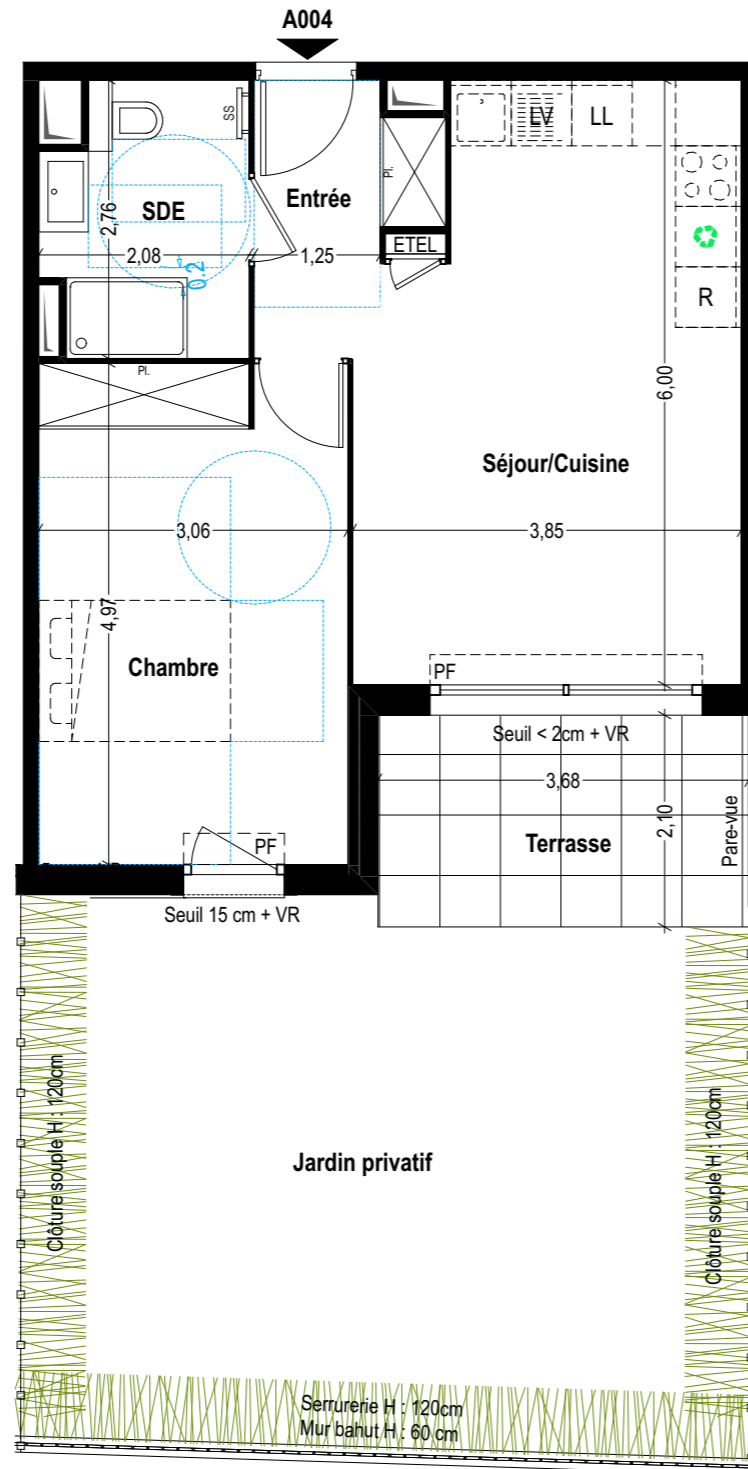 A004
SS
LV
LL
SDE
Entrée
Pl.
2,76
2,08
1,25
ETEL
0.2
R
Pl.
6,00
Séjour/Cuisine
3,06
3,85
4,97
Chambre
PF
Seuil < 2cm + VR
3,68
2,10
Pare-vue
Terrasse
PF
Seuil 15 cm + VR
Clôture souple H : 120cm
Clôture souple H : 120cm
Jardin privatif
Serrurerie H : 120cm
Mur bahut H : 60 cm